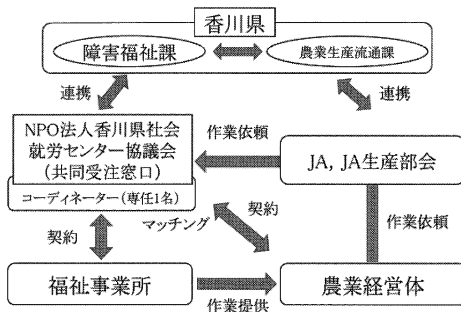 香川県
障害福祉課
農業生産流通課
連携
連携
NPO法人香川県社会
就労センター協議会
(共同受注窓口)
コーディネーター(専任1名)
作業依頼
JA, JA生産部会
契約
マッチング
契約
作業依頼
福祉事業所
作業提供
農業経営体